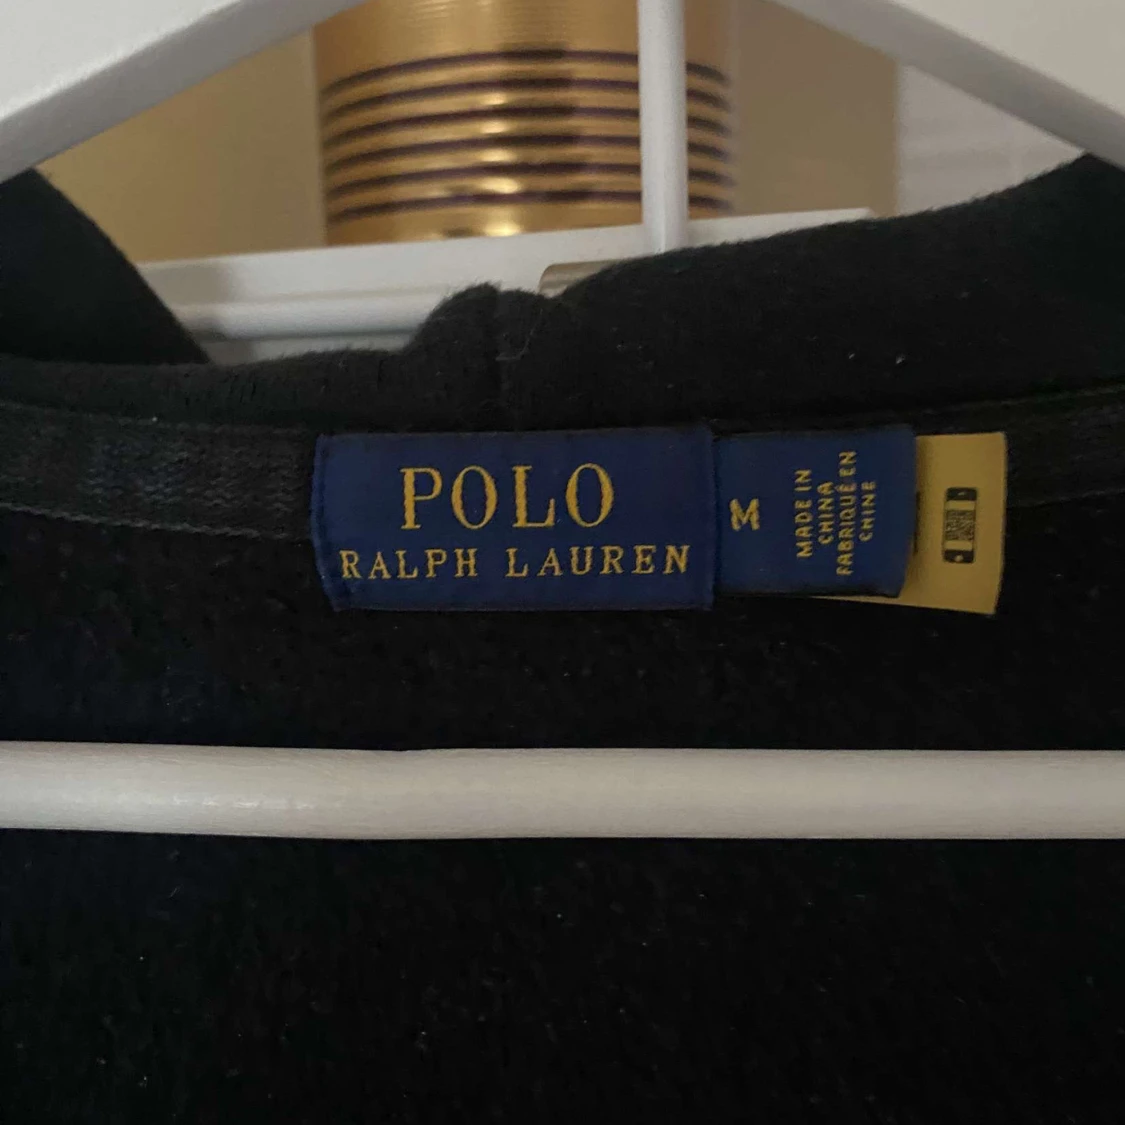 POLO
RALPH LAUREN
M
MADE IN
CHINA
FABRIQUÉ EN
CHINE